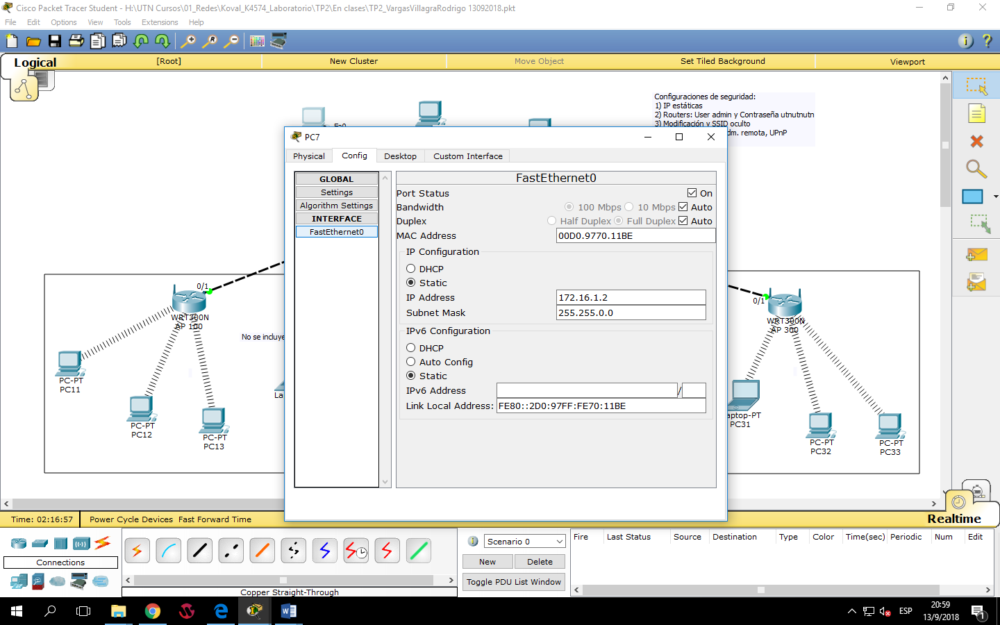 Cisco Packet Tracer Student - H:\UTN Cursos\01_Redes\Koval_K4574_Laboratorio\TP2\En clases\TP2_VargasVillagraRodrigo 13092018.pkt
File Edit Options View Tools Extensions Help
Logical [Root] New Cluster Move Object Set Tiled Background Viewport
Configuraciones de seguridad:
1) IP estáticas
2) Routers: User admin y Contraseña utnutnutn
3) Modificación y SSID oculto
dm. remota, UPnP
Fa0
PC7
Physical Config Desktop Custom Interface
GLOBAL
Settings
Algorithm Settings
INTERFACE
FastEthernet0
FastEthernet0
Port Status On
Bandwidth 100 Mbps 10 Mbps Auto
Duplex Half Duplex Full Duplex Auto
MAC Address 00D0.9770.11BE
IP Configuration
DHCP
Static
IP Address 172.16.1.2
Subnet Mask 255.255.0.0
IPv6 Configuration
DHCP
Auto Config
Static
IPv6 Address /
Link Local Address: FE80::2D0:97FF:FE70:11BE
0/1
WRT300N
AP 100
No se incluye
PC-PT
PC11
PC-PT
PC12
PC-PT
PC13
La
0/1
WRT300N
AP 300
aptop-PT
PC31
PC-PT
PC32
PC-PT
PC33
Time: 02:16:57 Power Cycle Devices Fast Forward Time
Realtime
Connections
Copper Straight-Through
Scenario 0
New Delete
Toggle PDU List Window
Fire Last Status Source Destination Type Color Time(sec) Periodic Num Edit
ESP
20:59
13/9/2018
1